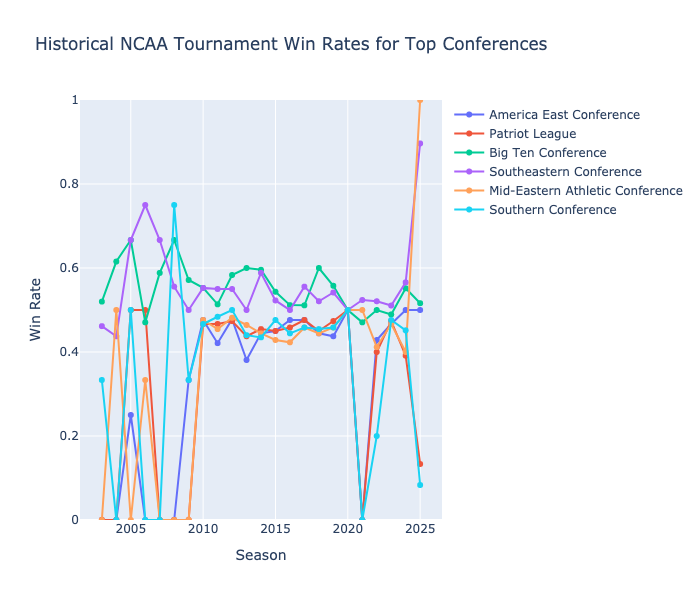 Historical NCAA Tournament Win Rates for Top Conferences
1
0.8
0.6
0.4
0.2
0
Win Rate
2005 2010 2015 2020 2025
Season
America East Conference
Patriot League
Big Ten Conference
Southeastern Conference
Mid-Eastern Athletic Conference
Southern Conference